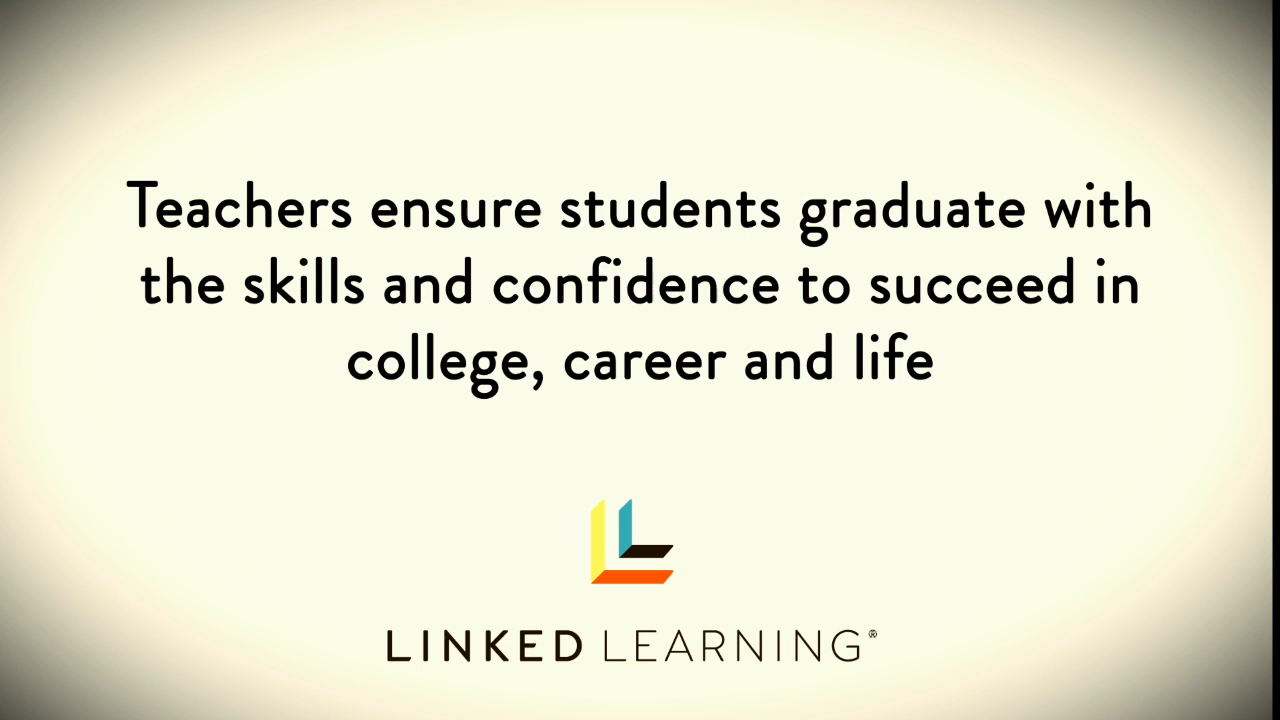 Teachers ensure students graduate with
the skills and confidence to succeed in
college, career and life
LINKED LEARNING®